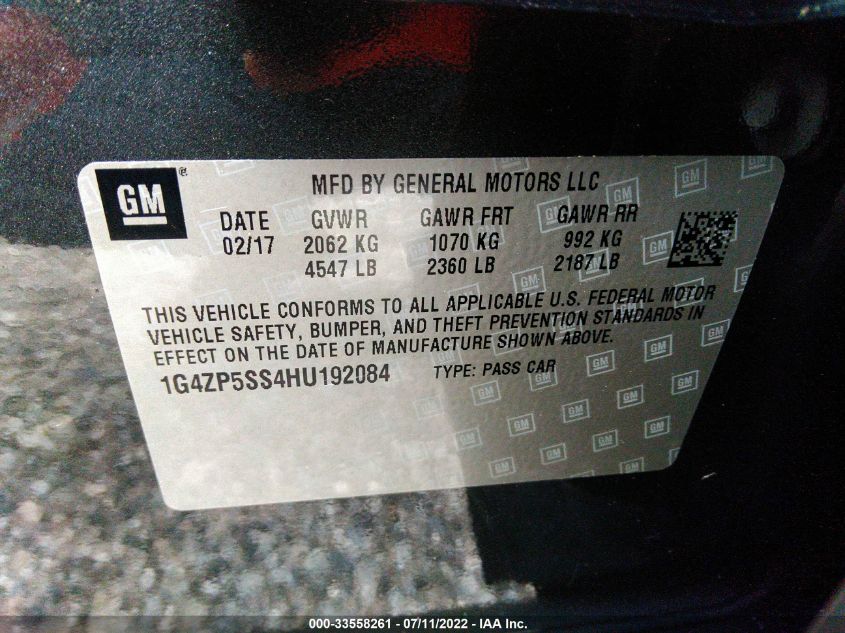 GM®
MFD BY GENERAL MOTORS LLC
DATE GVWR GAWR FRT GAWR RR
02/17 2062 KG 1070 KG 992 KG
4547 LB 2360 LB 2187 LB
THIS VEHICLE CONFORMS TO ALL APPLICABLE U.S. FEDERAL MOTOR
VEHICLE SAFETY, BUMPER, AND THEFT PREVENTION STANDARDS IN
EFFECT ON THE DATE OF MANUFACTURE SHOWN ABOVE.
1G4ZP5SS4HU192084 TYPE: PASS CAR
000-33558261 - 07/11/2022 - IAA Inc.